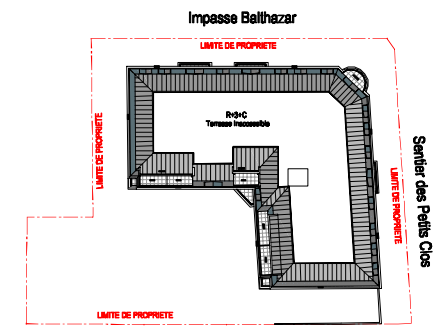 Impasse Balthazar
LIMITE DE PROPRIETE
R+3+C
Terrasse Inaccessible
LIMITE DE PROPRIETE
Sentier des Petits Clos
LIMITE DE PROPRIETE
LIMITE DE PROPRIETE